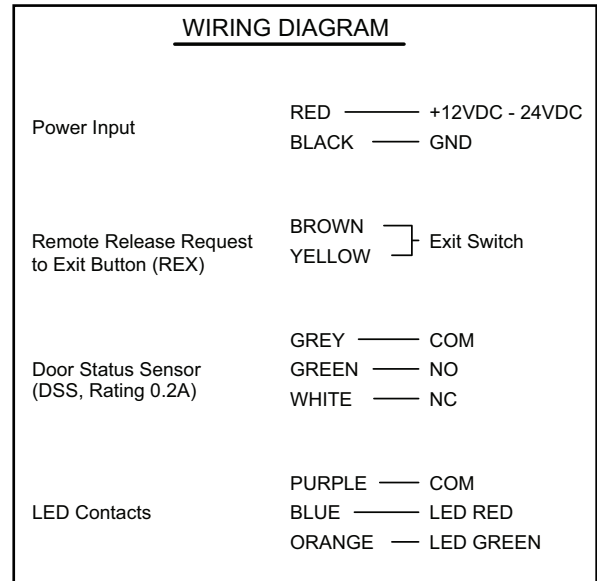 WIRING DIAGRAM
Power Input
RED +12VDC - 24VDC
BLACK GND
Remote Release Request
to Exit Button (REX)
BROWN
YELLOW
Exit Switch
Door Status Sensor
(DSS, Rating 0.2A)
GREY COM
GREEN NO
WHITE NC
LED Contacts
PURPLE COM
BLUE LED RED
ORANGE LED GREEN